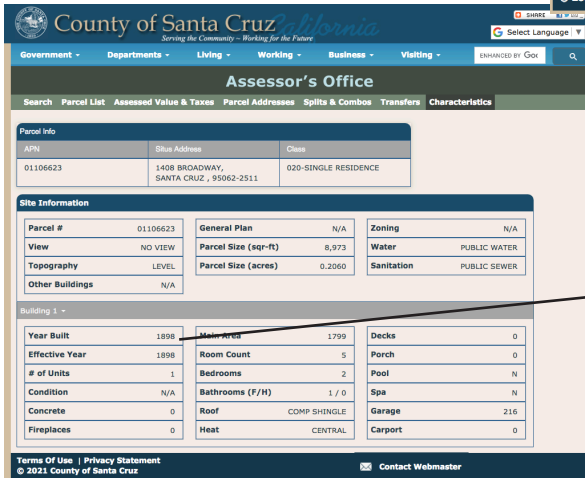 County of Santa Cruz California
Serving the Community ~ Working for the Future
SHARE
Select Language ▼
Government Departments Living Working Business Visiting ENHANCED BY
Assessor's Office
Search Parcel List Assessed Value & Taxes Parcel Addresses Splits & Combos Transfers Characteristics
Parcel Info
APN Situs Address Class
01106623 1408 BROADWAY, 020-SINGLE RESIDENCE
SANTA CRUZ , 95062-2511
Site Information
Parcel # 01106623 General Plan N/A Zoning N/A
View NO VIEW Parcel Size (sqr-ft) 8,973 Water PUBLIC WATER
Topography LEVEL Parcel Size (acres) 0.2060 Sanitation PUBLIC SEWER
Other Buildings N/A
Building 1
Year Built 1898 Main Area 1799 Decks 0
Effective Year 1898 Room Count 5 Porch 0
# of Units 1 Bedrooms 2 Pool N
Condition N/A Bathrooms (F/H) 1 / 0 Spa N
Concrete 0 Roof COMP SHINGLE Garage 216
Fireplaces 0 Heat CENTRAL Carport 0
Terms Of Use | Privacy Statement
© 2021 County of Santa Cruz Contact Webmaster